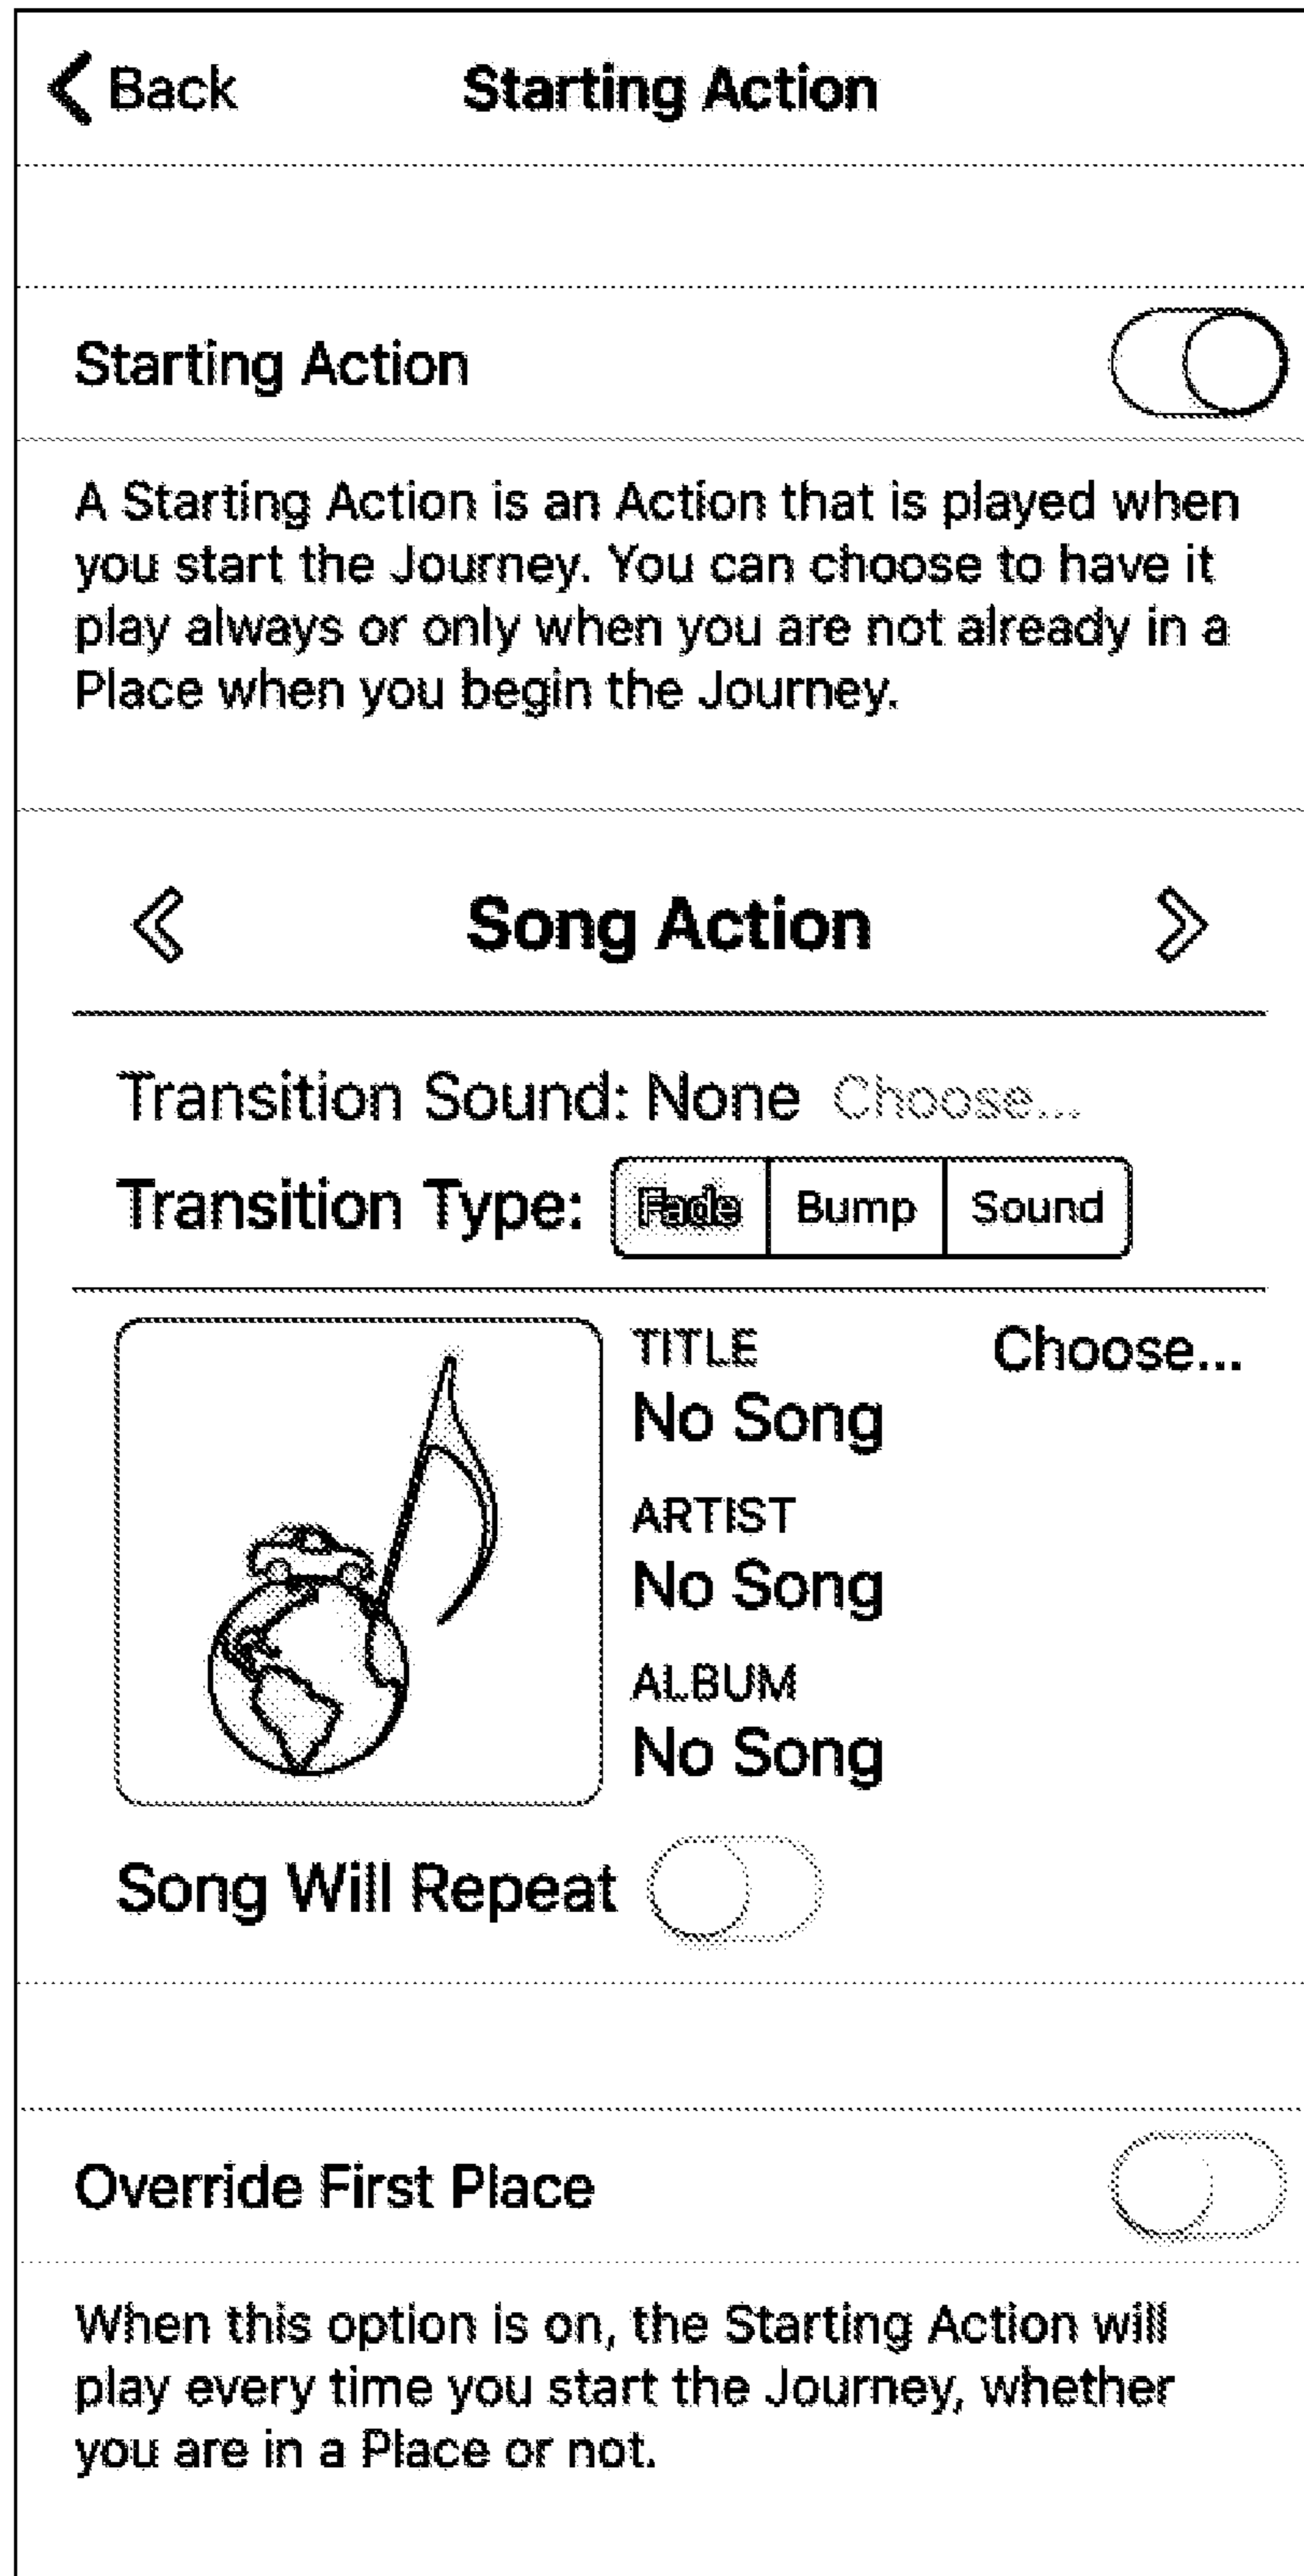 Back Starting Action
Starting Action
A Starting Action is an Action that is played when
you start the Journey. You can choose to have it
play always or only when you are not already in a
Place when you begin the Journey.
Song Action
Transition Sound: None Choose...
Transition Type: Fade Bump Sound
TITLE Choose...
No Song
ARTIST
No Song
ALBUM
No Song
Song Will Repeat
Override First Place
When this option is on, the Starting Action will
play every time you start the Journey, whether
you are in a Place or not.